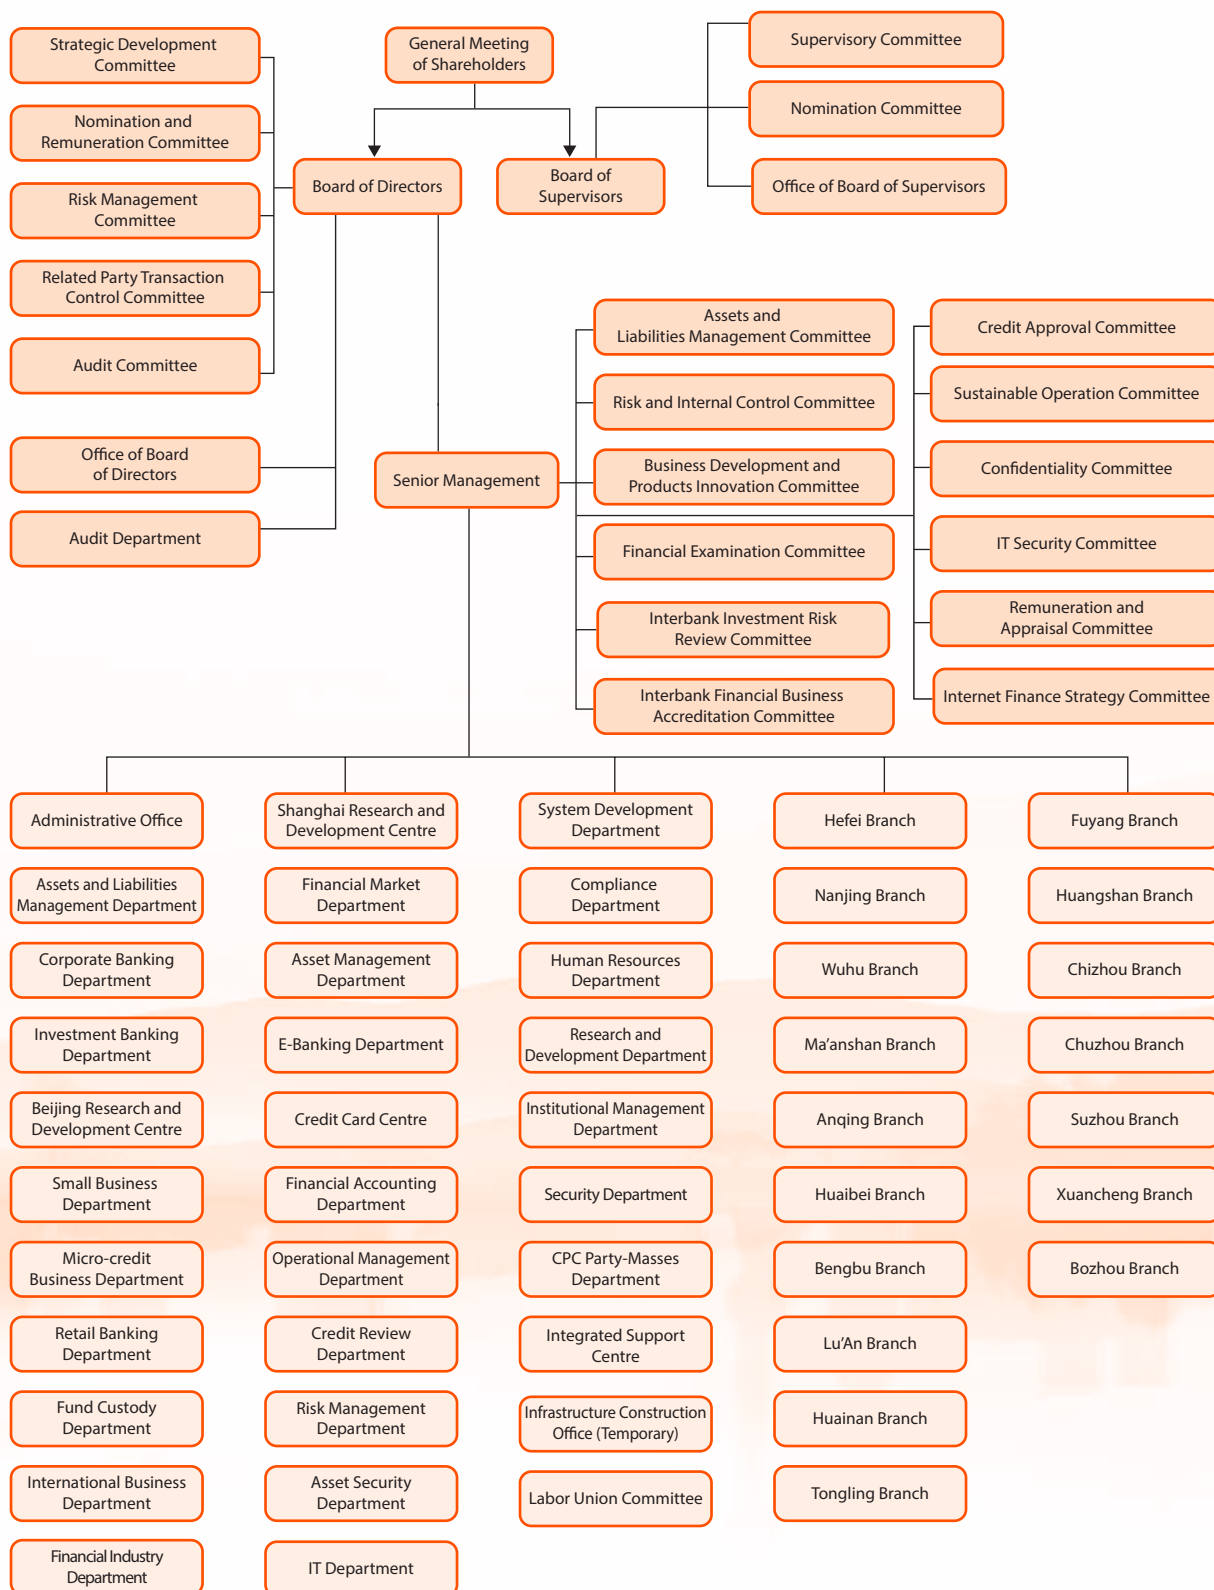 Strategic Development
Committee
Nomination and
Remuneration Committee
Risk Management
Committee
Related Party Transaction
Control Committee
Audit Committee
Office of Board
of Directors
Audit Department
General Meeting
of Shareholders
Board of Directors
Board of
Supervisors
Supervisory Committee
Nomination Committee
Office of Board of Supervisors
Senior Management
Assets and
Liabilities Management Committee
Risk and Internal Control Committee
Business Development and
Products Innovation Committee
Financial Examination Committee
Interbank Investment Risk
Review Committee
Interbank Financial Business
Accreditation Committee
Credit Approval Committee
Sustainable Operation Committee
Confidentiality Committee
IT Security Committee
Remuneration and
Appraisal Committee
Internet Finance Strategy Committee
Administrative Office
Assets and Liabilities
Management Department
Corporate Banking
Department
Investment Banking
Department
Beijing Research and
Development Centre
Small Business
Department
Micro-credit
Business Department
Retail Banking
Department
Fund Custody
Department
International Business
Department
Financial Industry
Department
Shanghai Research and
Development Centre
Financial Market
Department
Asset Management
Department
E-Banking Department
Credit Card Centre
Financial Accounting
Department
Operational Management
Department
Credit Review
Department
Risk Management
Department
Asset Security
Department
IT Department
System Development
Department
Compliance
Department
Human Resources
Department
Research and
Development Department
Institutional Management
Department
Security Department
CPC Party-Masses
Department
Integrated Support
Centre
Infrastructure Construction
Office (Temporary)
Labor Union Committee
Hefei Branch
Nanjing Branch
Wuhu Branch
Ma’anshan Branch
Anqing Branch
Huaibei Branch
Bengbu Branch
Lu’An Branch
Huainan Branch
Tongling Branch
Fuyang Branch
Huangshan Branch
Chizhou Branch
Chuzhou Branch
Suzhou Branch
Xuancheng Branch
Bozhou Branch